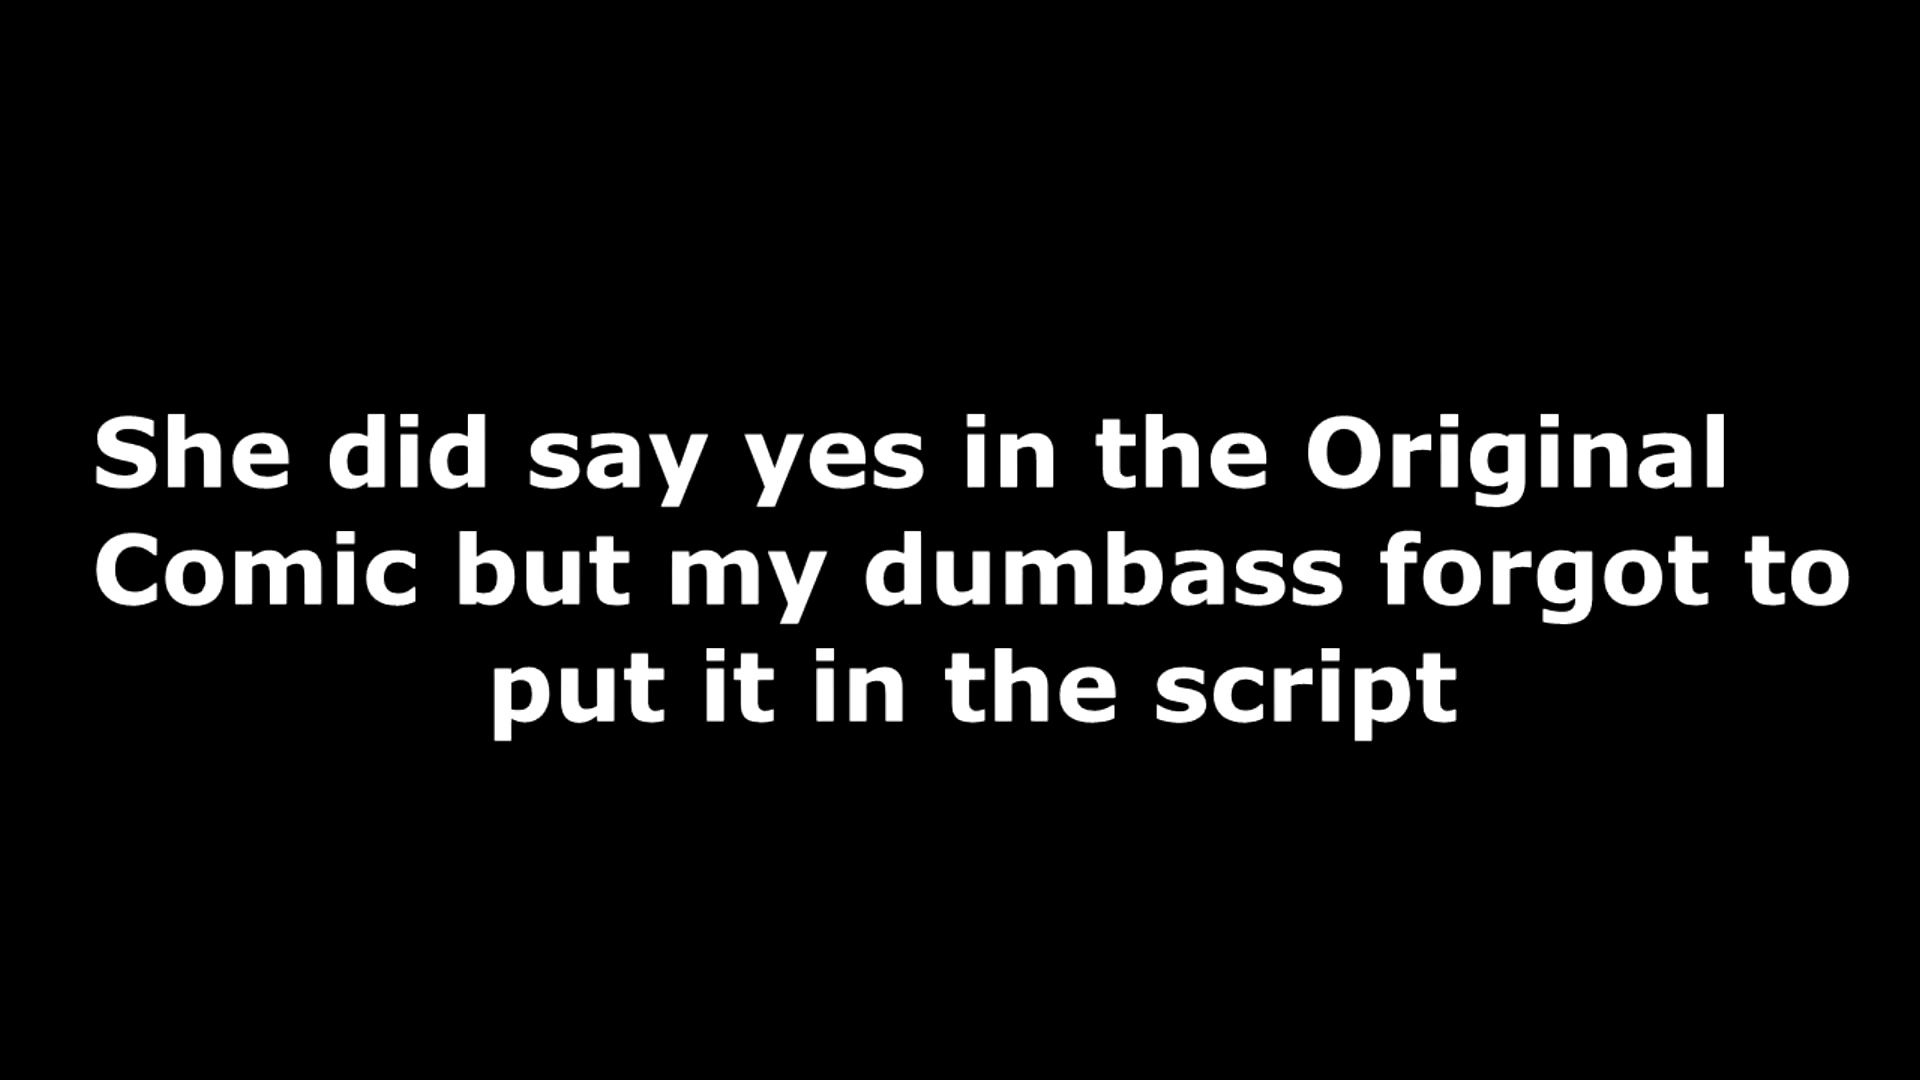 She did say yes in the Original
Comic but my dumbass forgot to
put it in the script